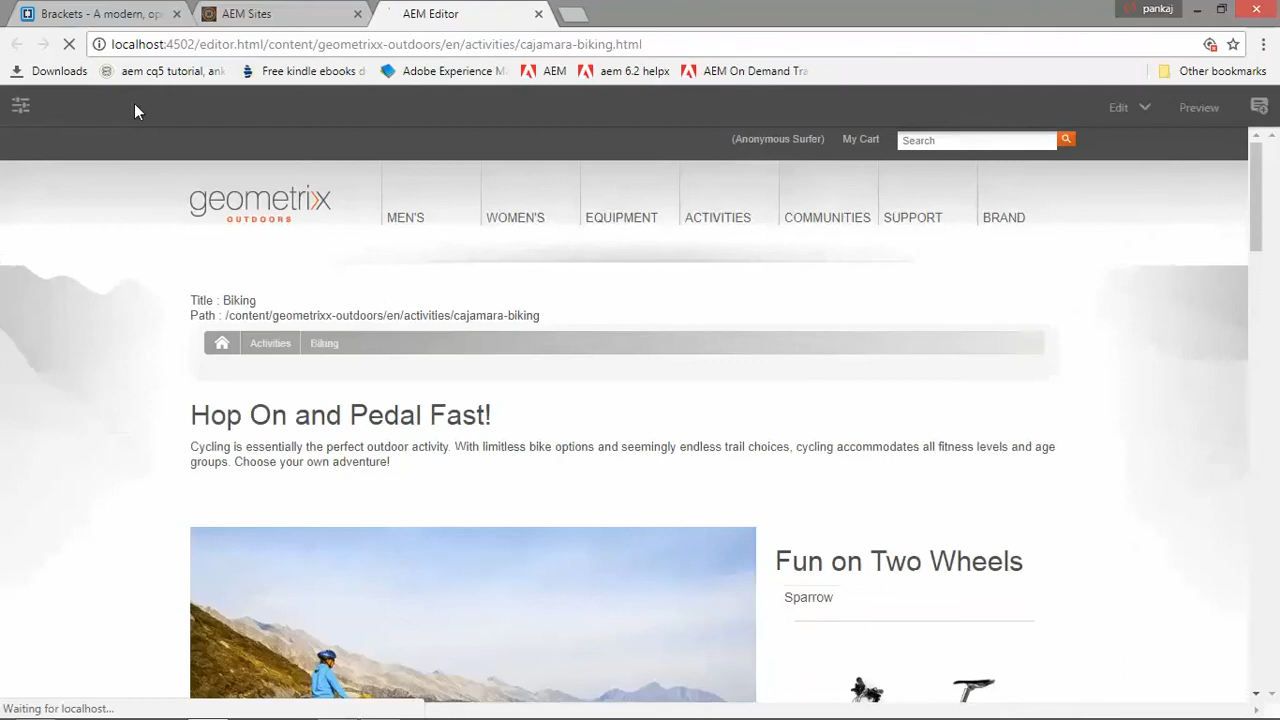 Brackets - A modern, op
AEM Sites
AEM Editor
pankaj
localhost:4502/editor.html/content/geometrixx-outdoors/en/activities/cajamara-biking.html
Downloads
aem cq5 tutorial, ank
Free kindle ebooks d
Adobe Experience M
AEM
aem 6.2 helpx
AEM On Demand Tra
Other bookmarks
Edit
Preview
(Anonymous Surfer)
My Cart
Search
geometrixx
OUTDOORS
MEN'S
WOMEN'S
EQUIPMENT
ACTIVITIES
COMMUNITIES
SUPPORT
BRAND
Title : Biking
Path : /content/geometrixx-outdoors/en/activities/cajamara-biking
Activities
Biking
Hop On and Pedal Fast!
Cycling is essentially the perfect outdoor activity. With limitless bike options and seemingly endless trail choices, cycling accommodates all fitness levels and age
groups. Choose your own adventure!
Fun on Two Wheels
Sparrow
Waiting for localhost...